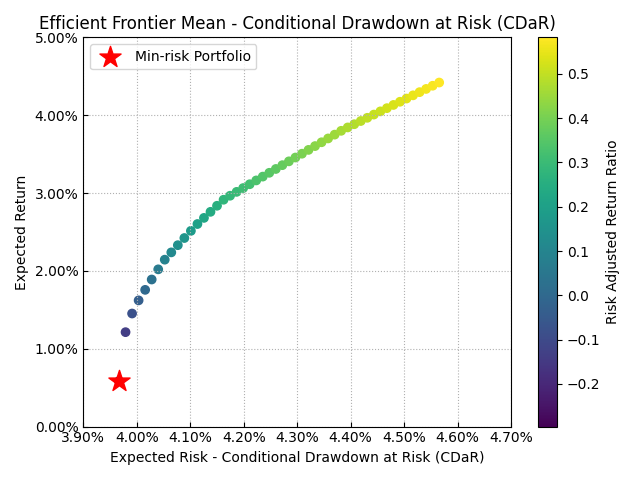 Efficient Frontier Mean - Conditional Drawdown at Risk (CDaR)
Min-risk Portfolio
Expected Return
5.00%
4.00%
3.00%
2.00%
1.00%
0.00%
3.90% 4.00% 4.10% 4.20% 4.30% 4.40% 4.50% 4.60% 4.70%
Expected Risk - Conditional Drawdown at Risk (CDaR)
0.5
0.4
0.3
0.2
0.1
0.0
−0.1
−0.2
Risk Adjusted Return Ratio